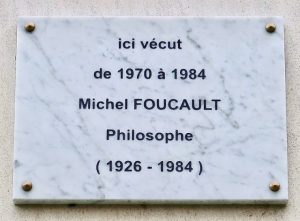 ici vécut
de 1970 à 1984
Michel FOUCAULT
Philosophe
( 1926 - 1984 )